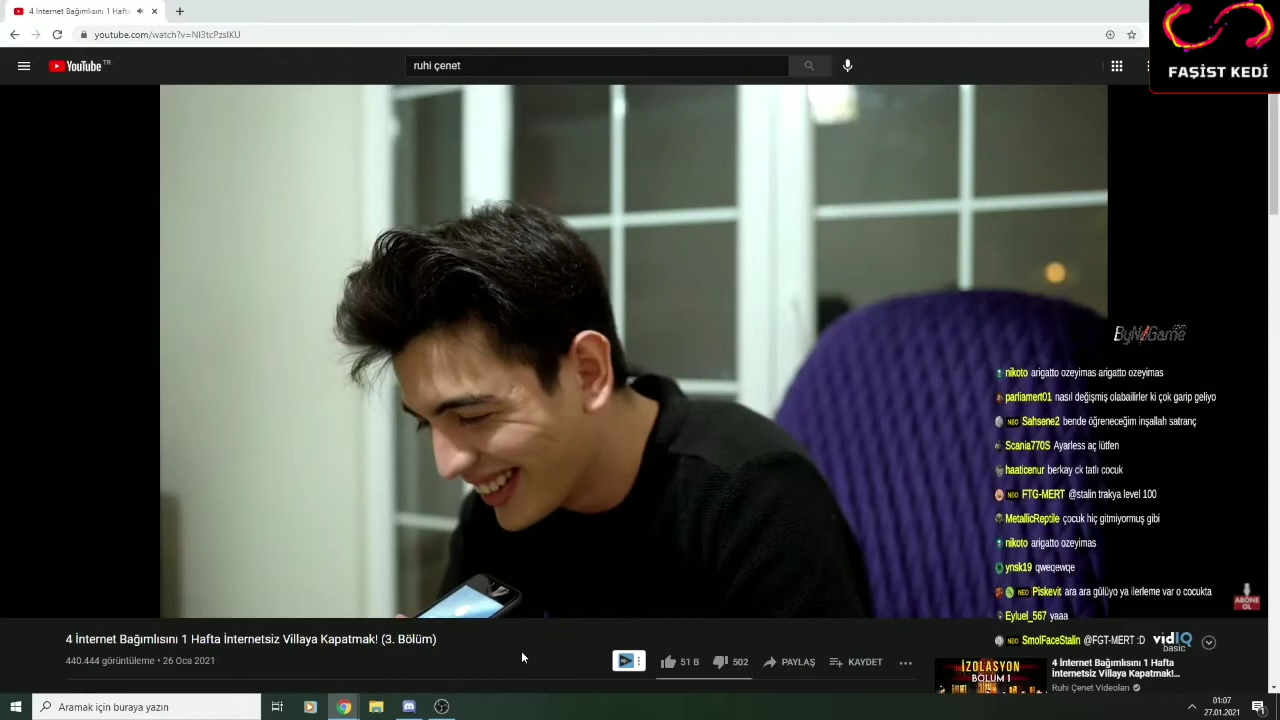 4 İnternet Bağımlısını 1 Hafta
youtube.com/watch?v=NI3tcPzslKU
YouTube TR
ruhi çenet
FAŞİST KEDİ
ByNoGame
.com
nikoto arigatto ozeyimas arigatto ozeyimas
parliamert01 nasıl değişmiş olabailirler ki çok garip geliyo
NEO Sahsene2 bende öğreneceğim inşallah satranç
Scania770S Ayarless aç lütfen
haaticenur berkay ck tatlı cocuk
NEO FTG-MERT @stalin trakya level 100
MetallicReptile çocuk hiç gitmiyormuş gibi
nikoto arigatto ozeyimas
ynsk19 qweqewqe
NEO Piskevit ara ara gülüyo ya ilerleme var o cocukta
Eyluel_567 yaaa
NEO SmolFaceStalin @FGT-MERT :D
ABONE
OL
vidIQ
basic
4 İnternet Bağımlısını 1 Hafta İnternetsiz Villaya Kapatmak! (3. Bölüm)
440.444 görüntüleme • 26 Oca 2021
51 B
502
PAYLAŞ
KAYDET
İZOLASYON
BÖLÜM 1
4 İnternet Bağımlısını 1 Hafta
İnternetsiz Villaya Kapatmak!...
Ruhi Çenet Videoları
Aramak için buraya yazın
01:07
27.01.2021